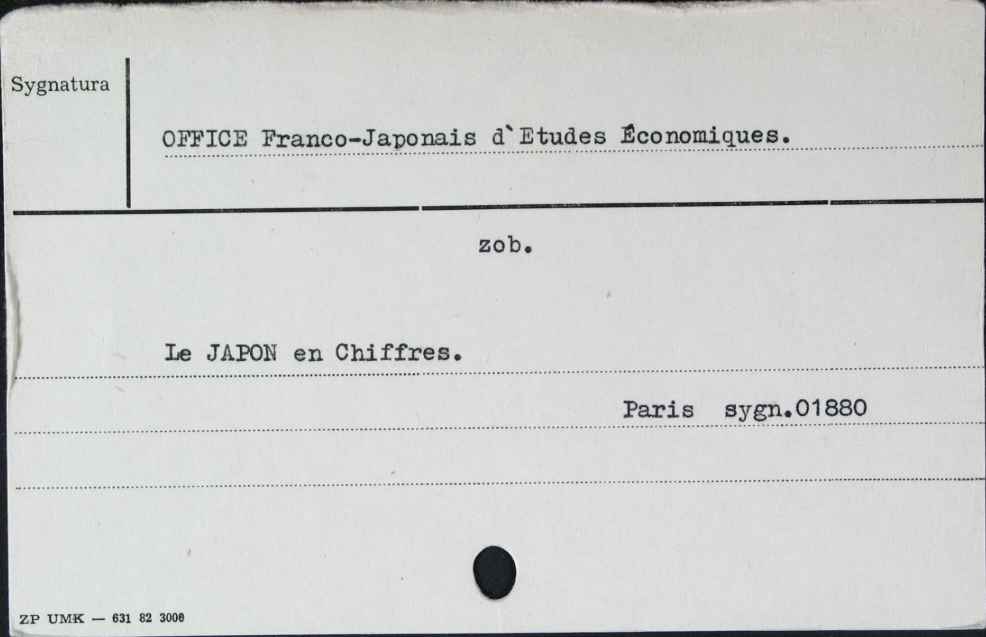 Sygnatura
OFFICE Franco-Japonais d`Etudes Économiques.
zob.
Le JAPON en Chiffres.
Paris sygn.01880
ZP UMK — 631 82 3000